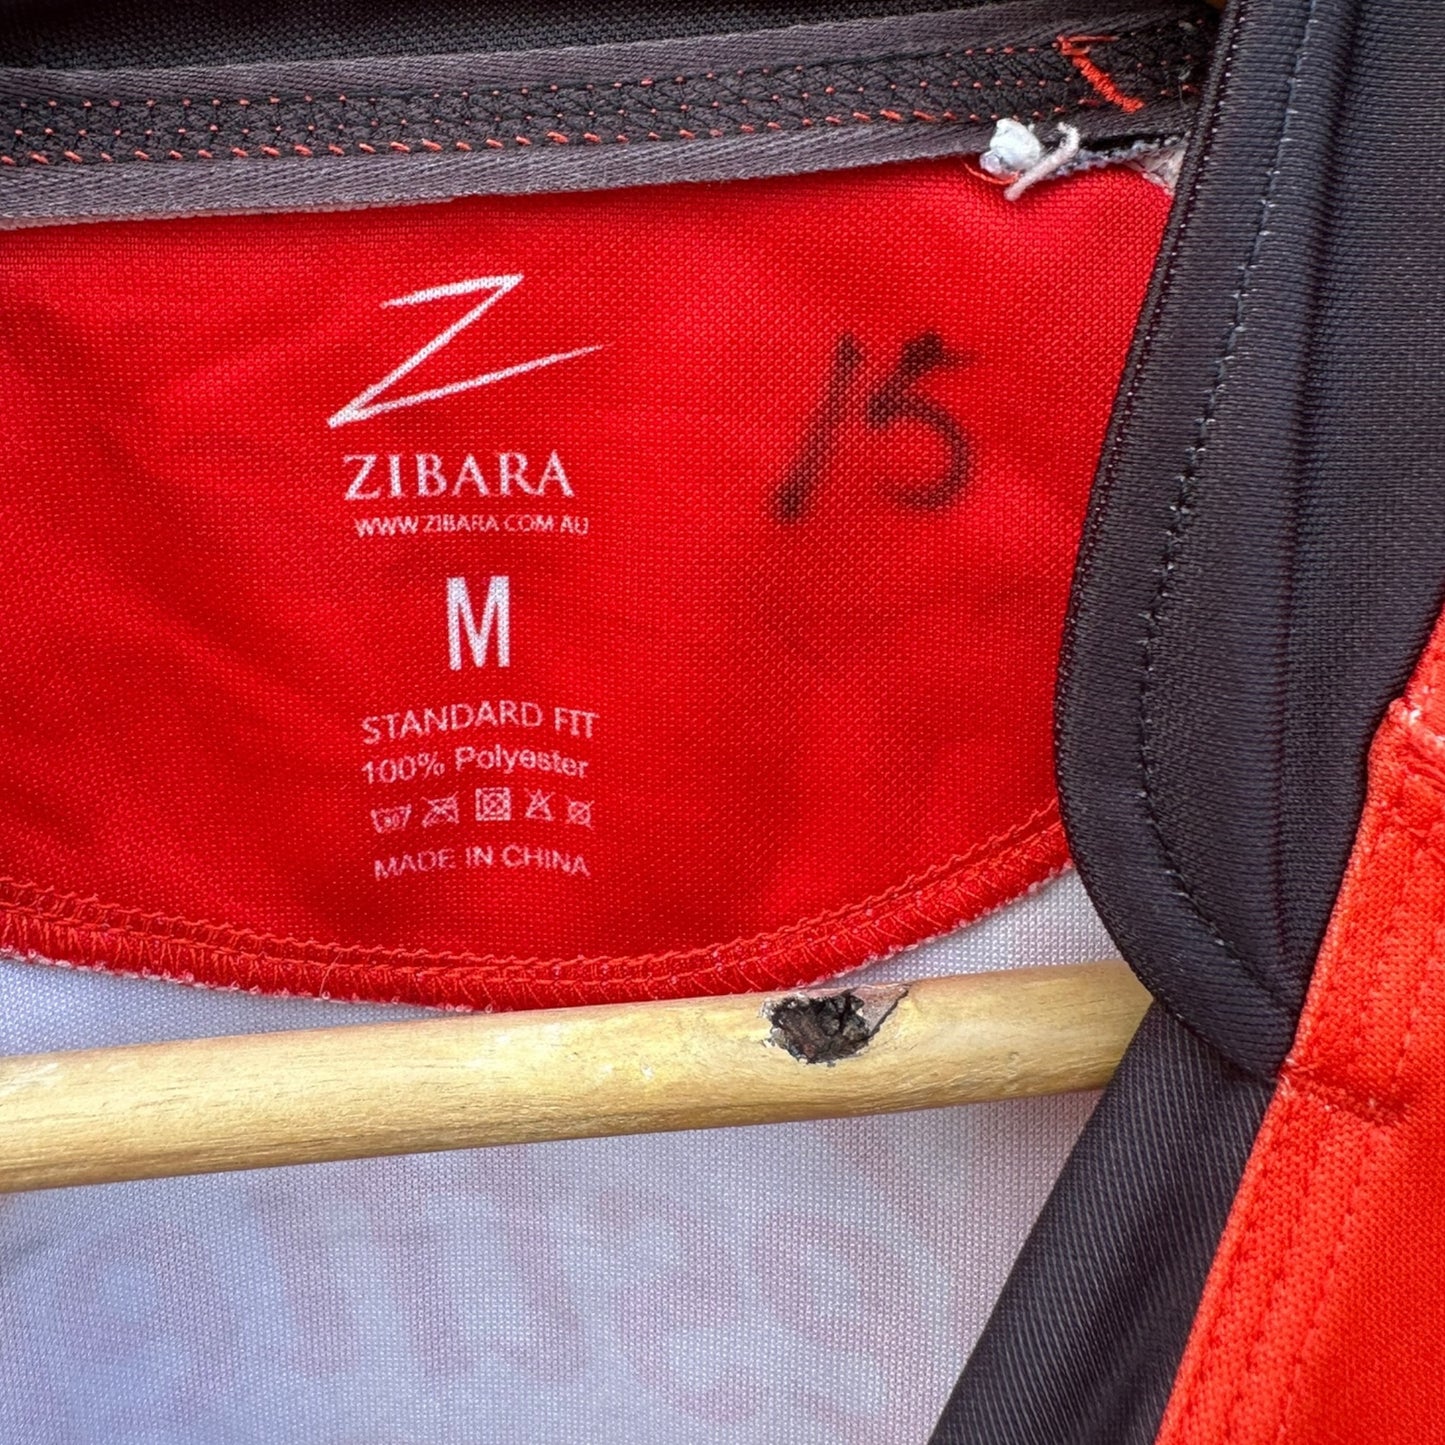 Z
ZIBARA
WWW.ZIBARA.COM.AU
15
M
STANDARD FIT
100% Polyester
MADE IN CHINA